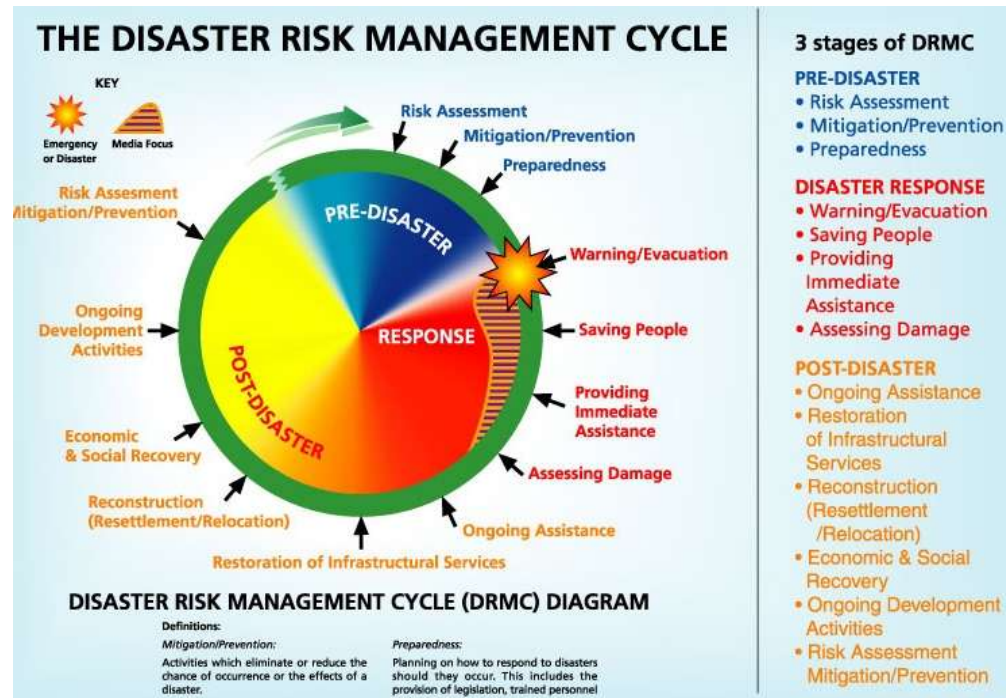 THE DISASTER RISK MANAGEMENT CYCLE
KEY
Emergency
or Disaster
Media Focus
Risk Assessment
Mitigation/Prevention
Preparedness
Warning/Evacuation
Saving People
Providing
Immediate
Assistance
Assessing Damage
Ongoing Assistance
Restoration of Infrastructural Services
Reconstruction
(Resettlement/Relocation)
Economic
& Social Recovery
Ongoing
Development
Activities
Risk Assesment
Mitigation/Prevention
PRE-DISASTER
RESPONSE
POST-DISASTER
DISASTER RISK MANAGEMENT CYCLE (DRMC) DIAGRAM
Definitions:
Mitigation/Prevention:
Activities which eliminate or reduce the
chance of occurrence or the effects of a
disaster.
Preparedness:
Planning on how to respond to disasters
should they occur. This includes the
provision of legislation, trained personnel
3 stages of DRMC
PRE-DISASTER
• Risk Assessment
• Mitigation/Prevention
• Preparedness
DISASTER RESPONSE
• Warning/Evacuation
• Saving People
• Providing
Immediate
Assistance
• Assessing Damage
POST-DISASTER
• Ongoing Assistance
• Restoration
of Infrastructural
Services
• Reconstruction
(Resettlement
/Relocation)
• Economic & Social
Recovery
• Ongoing Development
Activities
• Risk Assessment
Mitigation/Prevention